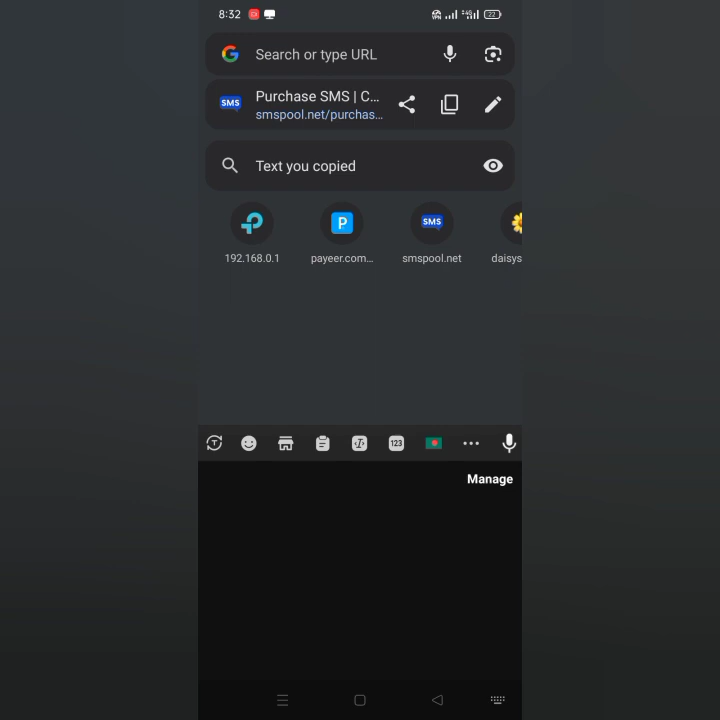 8:32
22
Search or type URL
SMS
Purchase SMS | C...
smspool.net/purchas...
Text you copied
P
SMS
192.168.0.1
payeer.com...
smspool.net
daisys
T
123
Manage